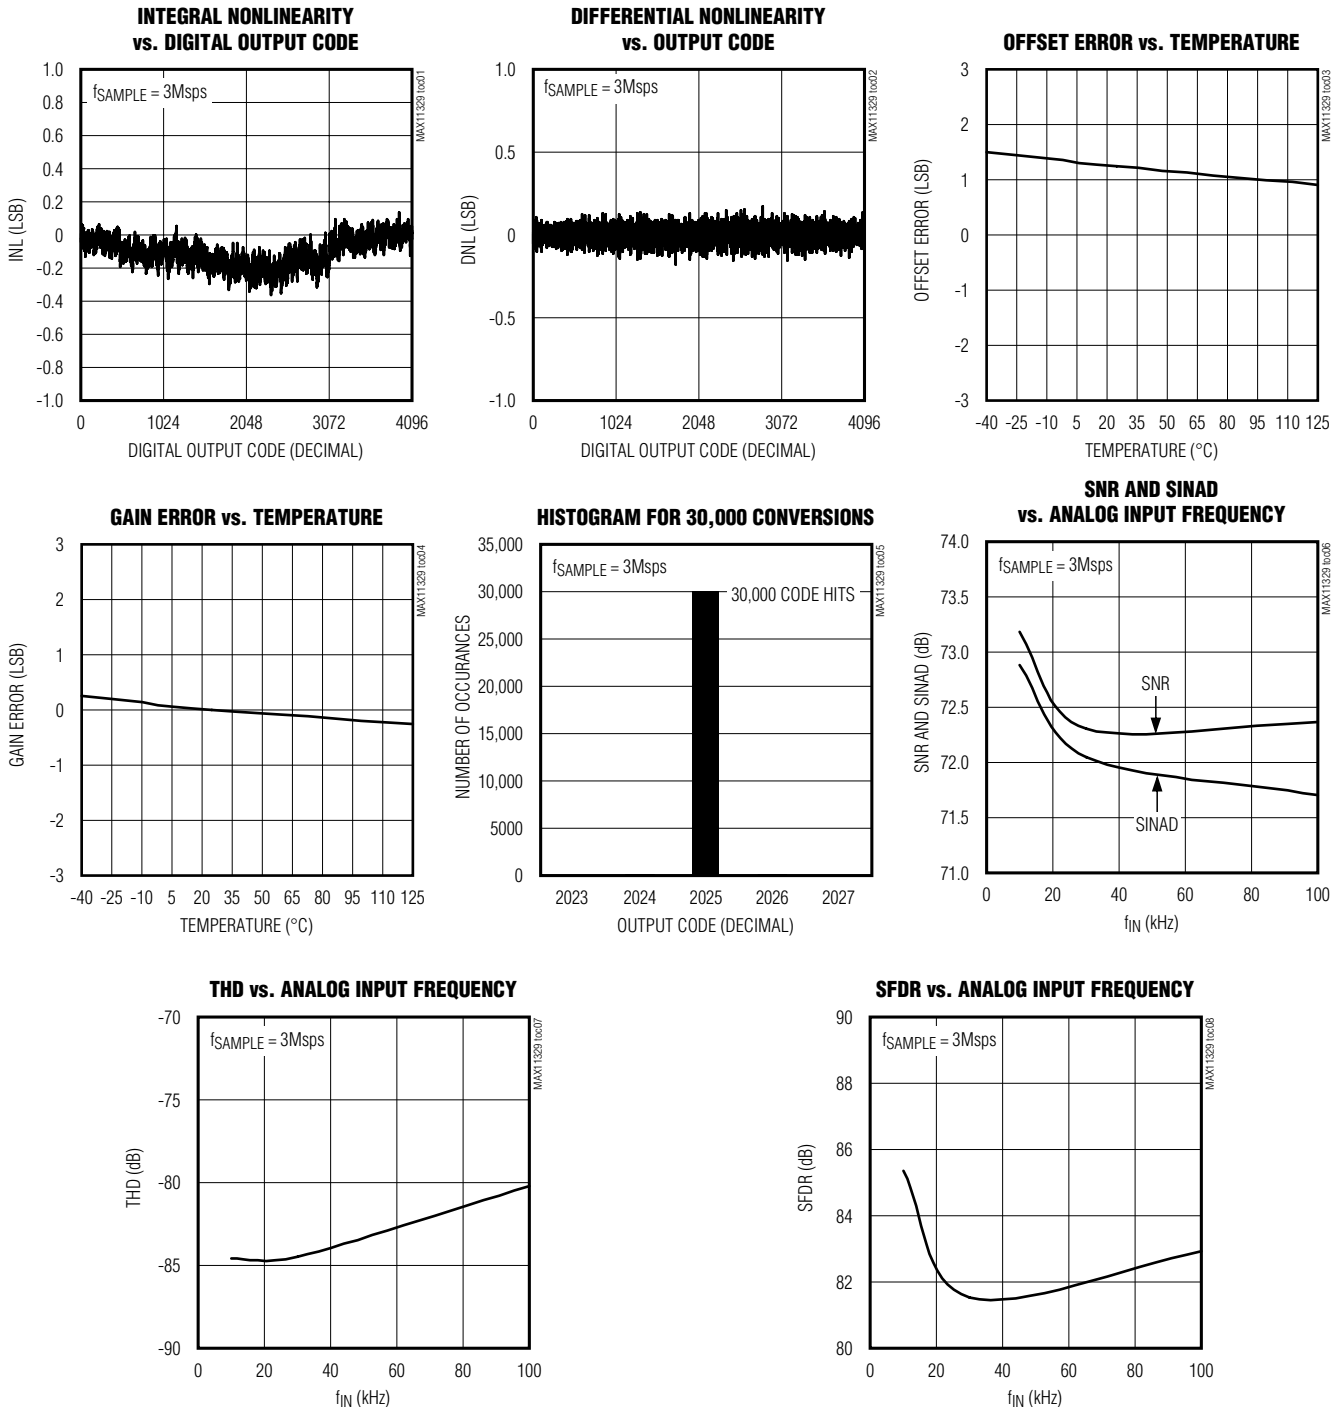 INTEGRAL NONLINEARITY
vs. DIGITAL OUTPUT CODE
fSAMPLE = 3Msps
MAX11329 toc01
INL (LSB)
1.0
0.8
0.6
0.4
0.2
0
-0.2
-0.4
-0.6
-0.8
-1.0
0 1024 2048 3072 4096
DIGITAL OUTPUT CODE (DECIMAL)
DIFFERENTIAL NONLINEARITY
vs. OUTPUT CODE
fSAMPLE = 3Msps
MAX11329 toc02
DNL (LSB)
1.0
0.5
0
-0.5
-1.0
0 1024 2048 3072 4096
DIGITAL OUTPUT CODE (DECIMAL)
OFFSET ERROR vs. TEMPERATURE
MAX11329 toc03
OFFSET ERROR (LSB)
3
2
1
0
-1
-2
-3
-40 -25 -10 5 20 35 50 65 80 95 110 125
TEMPERATURE (°C)
GAIN ERROR vs. TEMPERATURE
MAX11329 toc04
GAIN ERROR (LSB)
3
2
1
0
-1
-2
-3
-40 -25 -10 5 20 35 50 65 80 95 110 125
TEMPERATURE (°C)
HISTOGRAM FOR 30,000 CONVERSIONS
fSAMPLE = 3Msps
30,000 CODE HITS
MAX11329 toc05
NUMBER OF OCCURANCES
35,000
30,000
25,000
20,000
15,000
10,000
5000
0
2023 2024 2025 2026 2027
OUTPUT CODE (DECIMAL)
SNR AND SINAD
vs. ANALOG INPUT FREQUENCY
fSAMPLE = 3Msps
MAX11329 toc06
SNR AND SINAD (dB)
74.0
73.5
73.0
72.5
72.0
71.5
71.0
SNR
SINAD
0 20 40 60 80 100
fIN (kHz)
THD vs. ANALOG INPUT FREQUENCY
fSAMPLE = 3Msps
MAX11329 toc07
THD (dB)
-70
-75
-80
-85
-90
0 20 40 60 80 100
fIN (kHz)
SFDR vs. ANALOG INPUT FREQUENCY
fSAMPLE = 3Msps
MAX11329 toc08
SFDR (dB)
90
88
86
84
82
80
0 20 40 60 80 100
fIN (kHz)